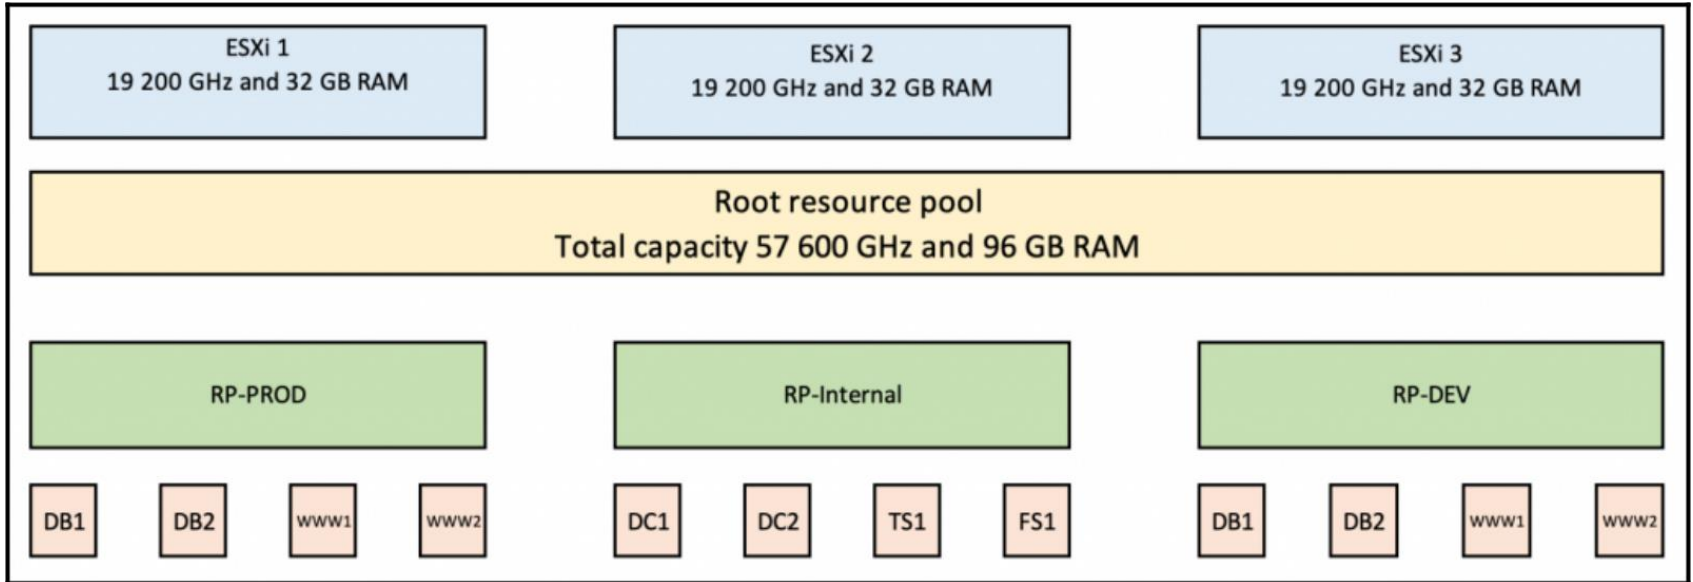 ESXi 1
19 200 GHz and 32 GB RAM
ESXi 2
19 200 GHz and 32 GB RAM
ESXi 3
19 200 GHz and 32 GB RAM
Root resource pool
Total capacity 57 600 GHz and 96 GB RAM
RP-PROD
RP-Internal
RP-DEV
DB1
DB2
WWW1
WWW2
DC1
DC2
TS1
FS1
DB1
DB2
WWW1
WWW2